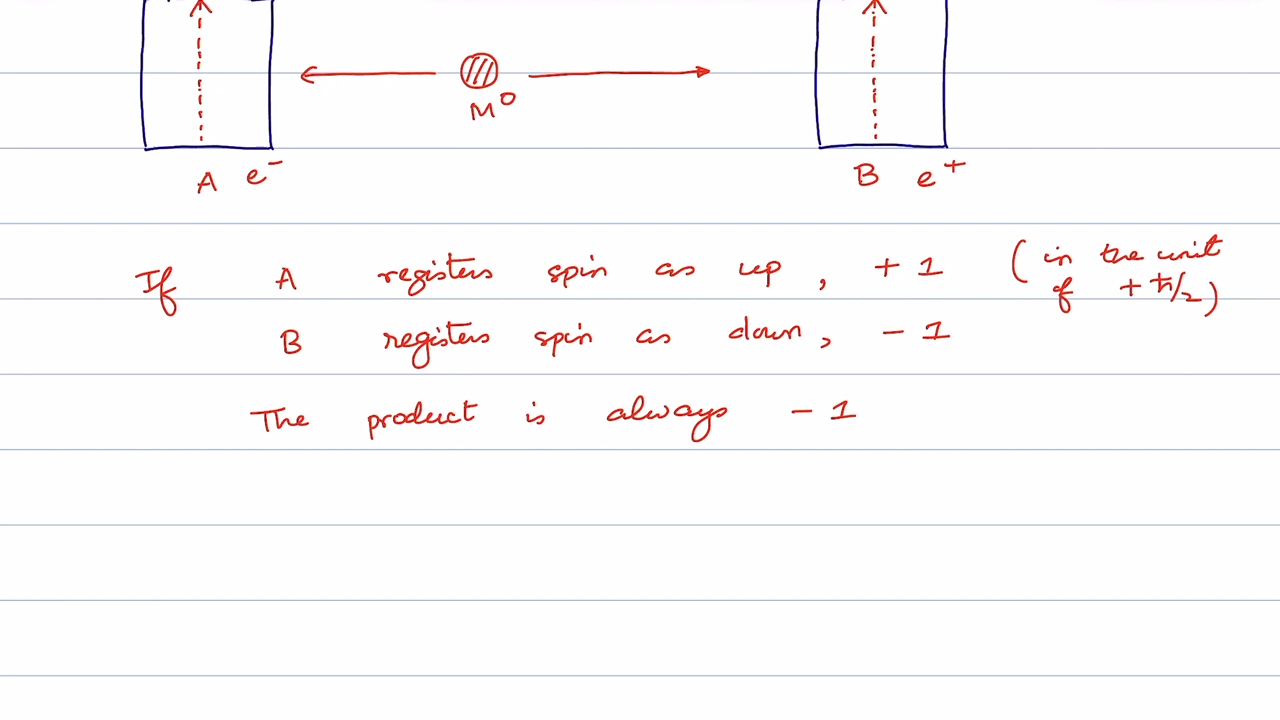 M⁰
A e⁻ B e⁺
If A registers spin as up, +1 (in the unit of +ħ/2)
B registers spin as down, -1
The product is always -1